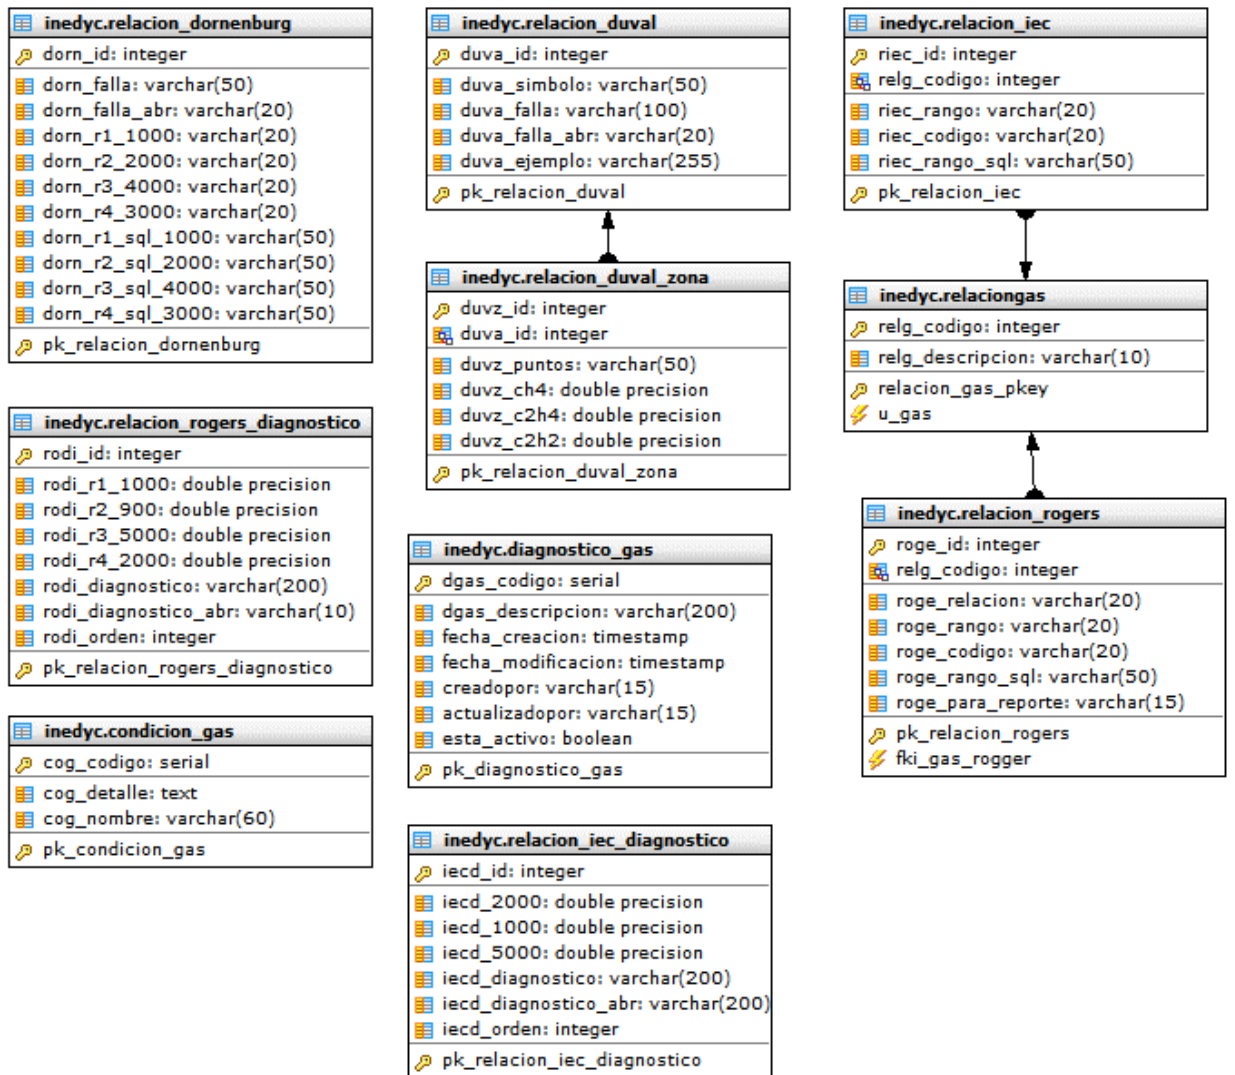 inedyc.relacion_dornenburg
dorn_id: integer
dorn_falla: varchar(50)
dorn_falla_abr: varchar(20)
dorn_r1_1000: varchar(20)
dorn_r2_2000: varchar(20)
dorn_r3_4000: varchar(20)
dorn_r4_3000: varchar(20)
dorn_r1_sql_1000: varchar(50)
dorn_r2_sql_2000: varchar(50)
dorn_r3_sql_4000: varchar(50)
dorn_r4_sql_3000: varchar(50)
pk_relacion_dornenburg
inedyc.relacion_rogers_diagnostico
rodi_id: integer
rodi_r1_1000: double precision
rodi_r2_900: double precision
rodi_r3_5000: double precision
rodi_r4_2000: double precision
rodi_diagnostico: varchar(200)
rodi_diagnostico_abr: varchar(10)
rodi_orden: integer
pk_relacion_rogers_diagnostico
inedyc.condicion_gas
cog_codigo: serial
cog_detalle: text
cog_nombre: varchar(60)
pk_condicion_gas
inedyc.relacion_duval
duva_id: integer
duva_simbolo: varchar(50)
duva_falla: varchar(100)
duva_falla_abr: varchar(20)
duva_ejemplo: varchar(255)
pk_relacion_duval
inedyc.relacion_duval_zona
duvz_id: integer
duva_id: integer
duvz_puntos: varchar(50)
duvz_ch4: double precision
duvz_c2h4: double precision
duvz_c2h2: double precision
pk_relacion_duval_zona
inedyc.diagnostico_gas
dgas_codigo: serial
dgas_descripcion: varchar(200)
fecha_creacion: timestamp
fecha_modificacion: timestamp
creadopor: varchar(15)
actualizadopor: varchar(15)
esta_activo: boolean
pk_diagnostico_gas
inedyc.relacion_iec_diagnostico
iecd_id: integer
iecd_2000: double precision
iecd_1000: double precision
iecd_5000: double precision
iecd_diagnostico: varchar(200)
iecd_diagnostico_abr: varchar(200)
iecd_orden: integer
pk_relacion_iec_diagnostico
inedyc.relacion_iec
riec_id: integer
relg_codigo: integer
riec_rango: varchar(20)
riec_codigo: varchar(20)
riec_rango_sql: varchar(50)
pk_relacion_iec
inedyc.relaciongas
relg_codigo: integer
relg_descripcion: varchar(10)
relacion_gas_pkey
u_gas
inedyc.relacion_rogers
roge_id: integer
relg_codigo: integer
roge_relacion: varchar(20)
roge_rango: varchar(20)
roge_codigo: varchar(20)
roge_rango_sql: varchar(50)
roge_para_reporte: varchar(15)
pk_relacion_rogers
fki_gas_rogger